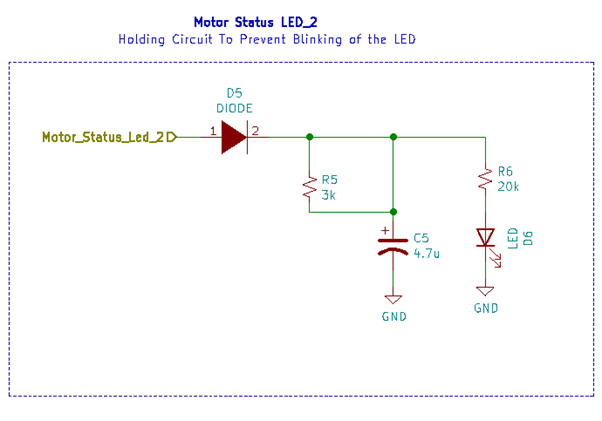 Motor Status LED_2
Holding Circuit To Prevent Blinking of the LED
D5
DIODE
Motor_Status_Led_2
1
2
R5
3k
R6
20k
+
C5
4.7u
LED
D6
GND
GND